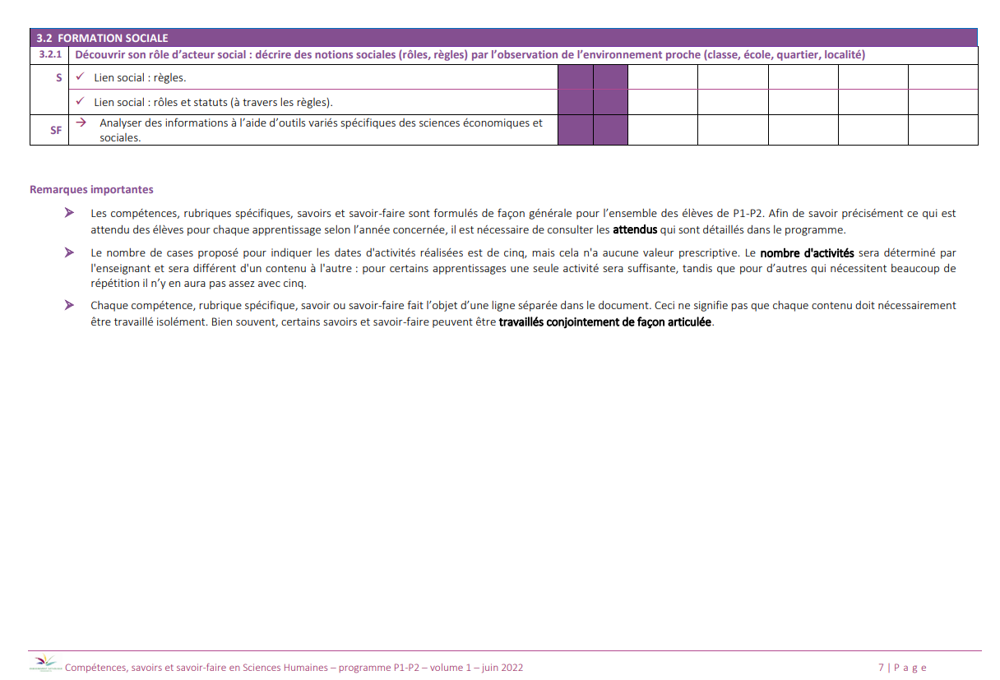 3.2 FORMATION SOCIALE
3.2.1 Découvrir son rôle d’acteur social : décrire des notions sociales (rôles, règles) par l’observation de l’environnement proche (classe, école, quartier, localité)
S ✓ Lien social : règles.
✓ Lien social : rôles et statuts (à travers les règles).
SF → Analyser des informations à l’aide d’outils variés spécifiques des sciences économiques et
sociales.
Remarques importantes
➢ Les compétences, rubriques spécifiques, savoirs et savoir-faire sont formulés de façon générale pour l’ensemble des élèves de P1-P2. Afin de savoir précisément ce qui est
attendu des élèves pour chaque apprentissage selon l’année concernée, il est nécessaire de consulter les attendus qui sont détaillés dans le programme.
➢ Le nombre de cases proposé pour indiquer les dates d'activités réalisées est de cinq, mais cela n'a aucune valeur prescriptive. Le nombre d'activités sera déterminé par
l'enseignant et sera différent d'un contenu à l'autre : pour certains apprentissages une seule activité sera suffisante, tandis que pour d’autres qui nécessitent beaucoup de
répétition il n’y en aura pas assez avec cinq.
➢ Chaque compétence, rubrique spécifique, savoir ou savoir-faire fait l’objet d’une ligne séparée dans le document. Ceci ne signifie pas que chaque contenu doit nécessairement
être travaillé isolément. Bien souvent, certains savoirs et savoir-faire peuvent être travaillés conjointement de façon articulée.
Compétences, savoirs et savoir-faire en Sciences Humaines – programme P1-P2 – volume 1 – juin 2022
7 | P a g e